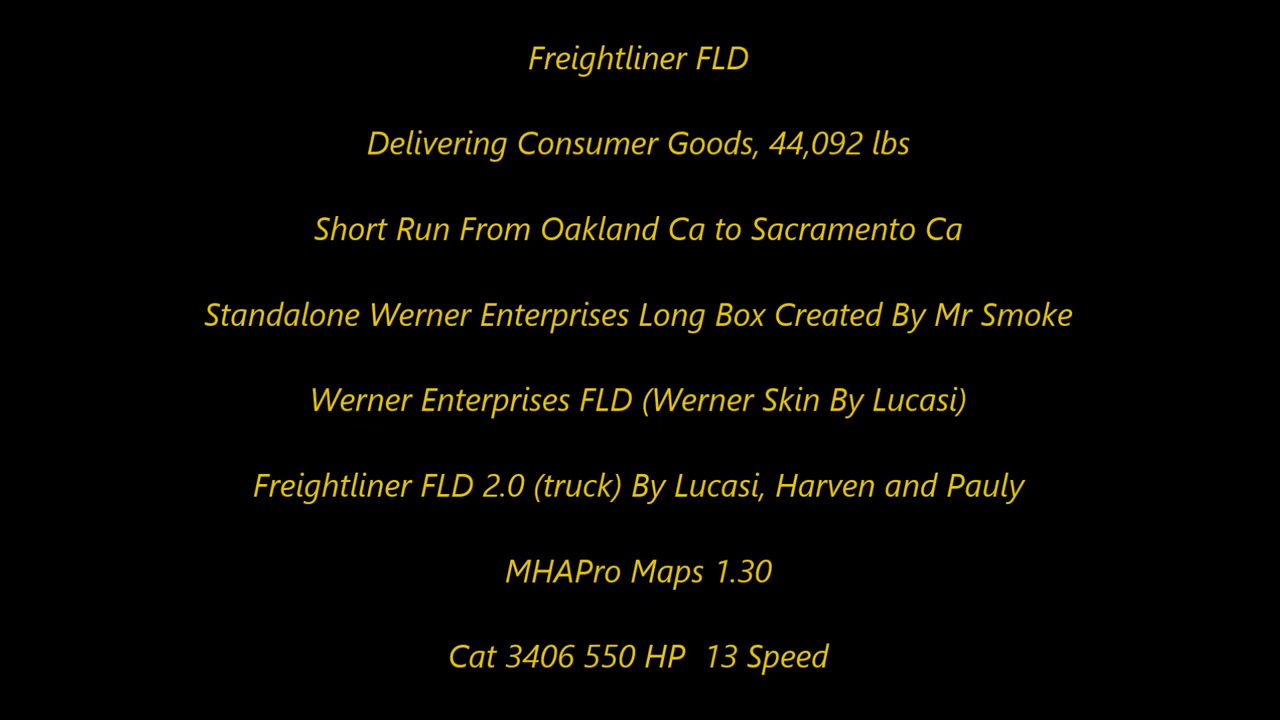 Freightliner FLD
Delivering Consumer Goods, 44,092 lbs
Short Run From Oakland Ca to Sacramento Ca
Standalone Werner Enterprises Long Box Created By Mr Smoke
Werner Enterprises FLD (Werner Skin By Lucasi)
Freightliner FLD 2.0 (truck) By Lucasi, Harven and Pauly
MHAPro Maps 1.30
Cat 3406 550 HP  13 Speed